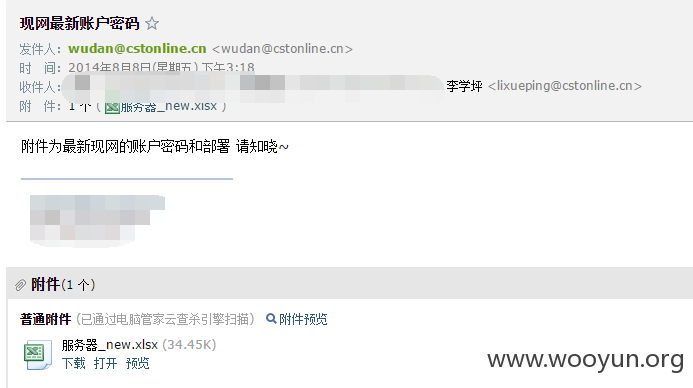 现网最新账户密码 ☆
发件人：wudan@cstonline.cn <wudan@cstonline.cn>
时　间：2014年8月8日(星期五) 下午3:18
收件人： 李学坪 <lixueping@cstonline.cn>
附　件：1 个 ( 服务器_new.xlsx )
附件为最新现网的账户密码和部署 请知晓~
附件(1 个)
普通附件 (已通过电脑管家云查杀引擎扫描) 附件预览
服务器_new.xlsx (34.45K)
下载 打开 预览
www.wooyun.org